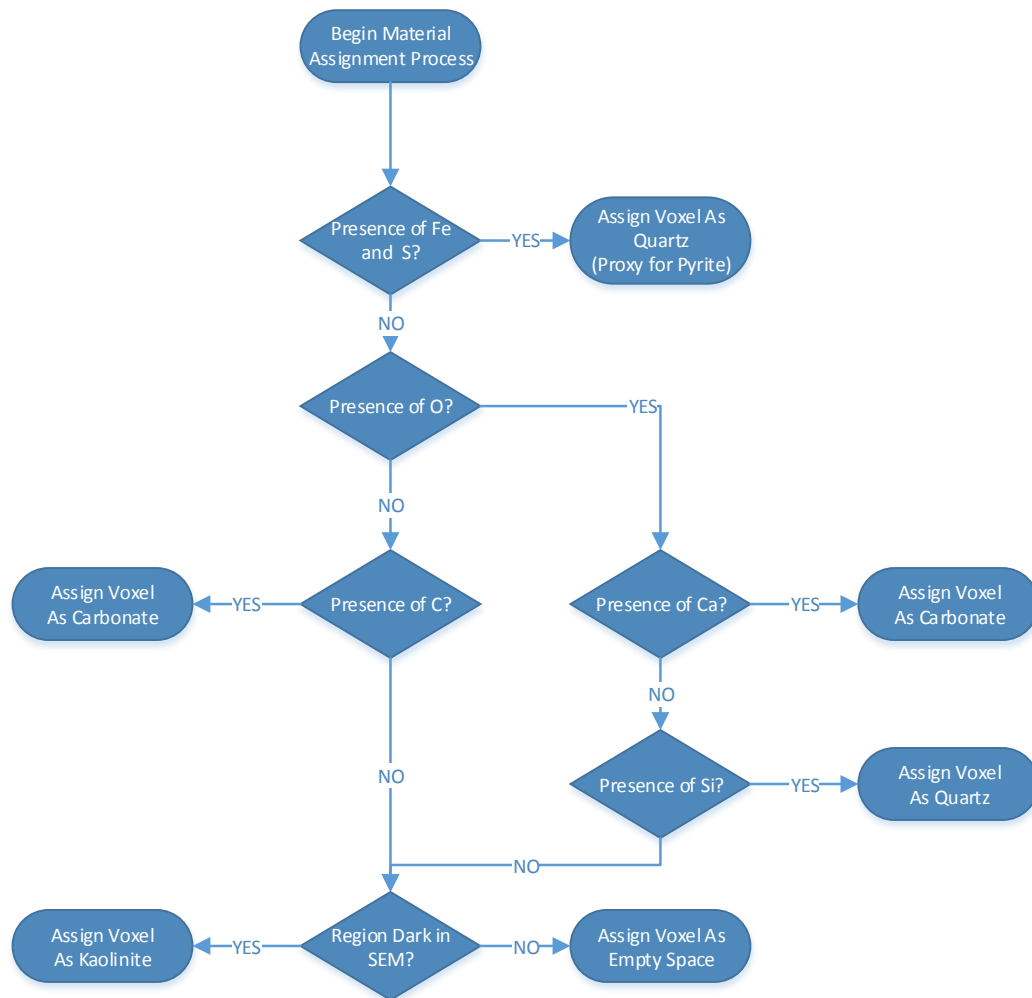 Begin Material
Assignment Process
Presence of Fe
and  S?
YES
Assign Voxel As
Quartz
(Proxy for Pyrite)
NO
Presence of O?
YES
NO
Assign Voxel
As Carbonate
YES
Presence of C?
Presence of Ca?
YES
Assign Voxel
As Carbonate
NO
NO
Presence of Si?
YES
Assign Voxel
As Quartz
NO
Assign Voxel
As Kaolinite
YES
Region Dark in
SEM?
NO
Assign Voxel As
Empty Space